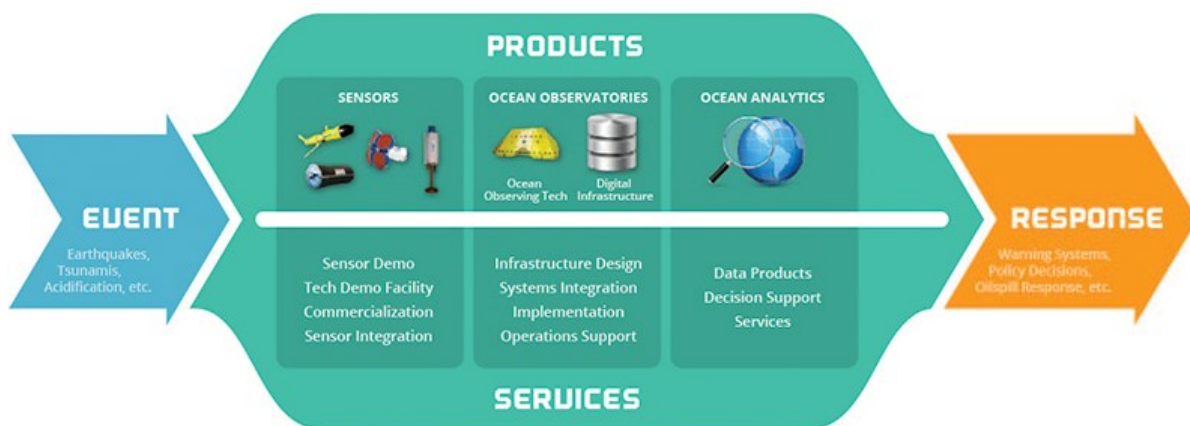 PRODUCTS
SENSORS
OCEAN OBSERVATORIES
Ocean
Observing Tech
Digital
Infrastructure
OCEAN ANALYTICS
EVENT
Earthquakes,
Tsunamis,
Acidification, etc.
RESPONSE
Warning Systems,
Policy Decisions,
Oilspill Response, etc.
Sensor Demo
Tech Demo Facility
Commercialization
Sensor Integration
Infrastructure Design
Systems Integration
Implementation
Operations Support
Data Products
Decision Support
Services
SERVICES